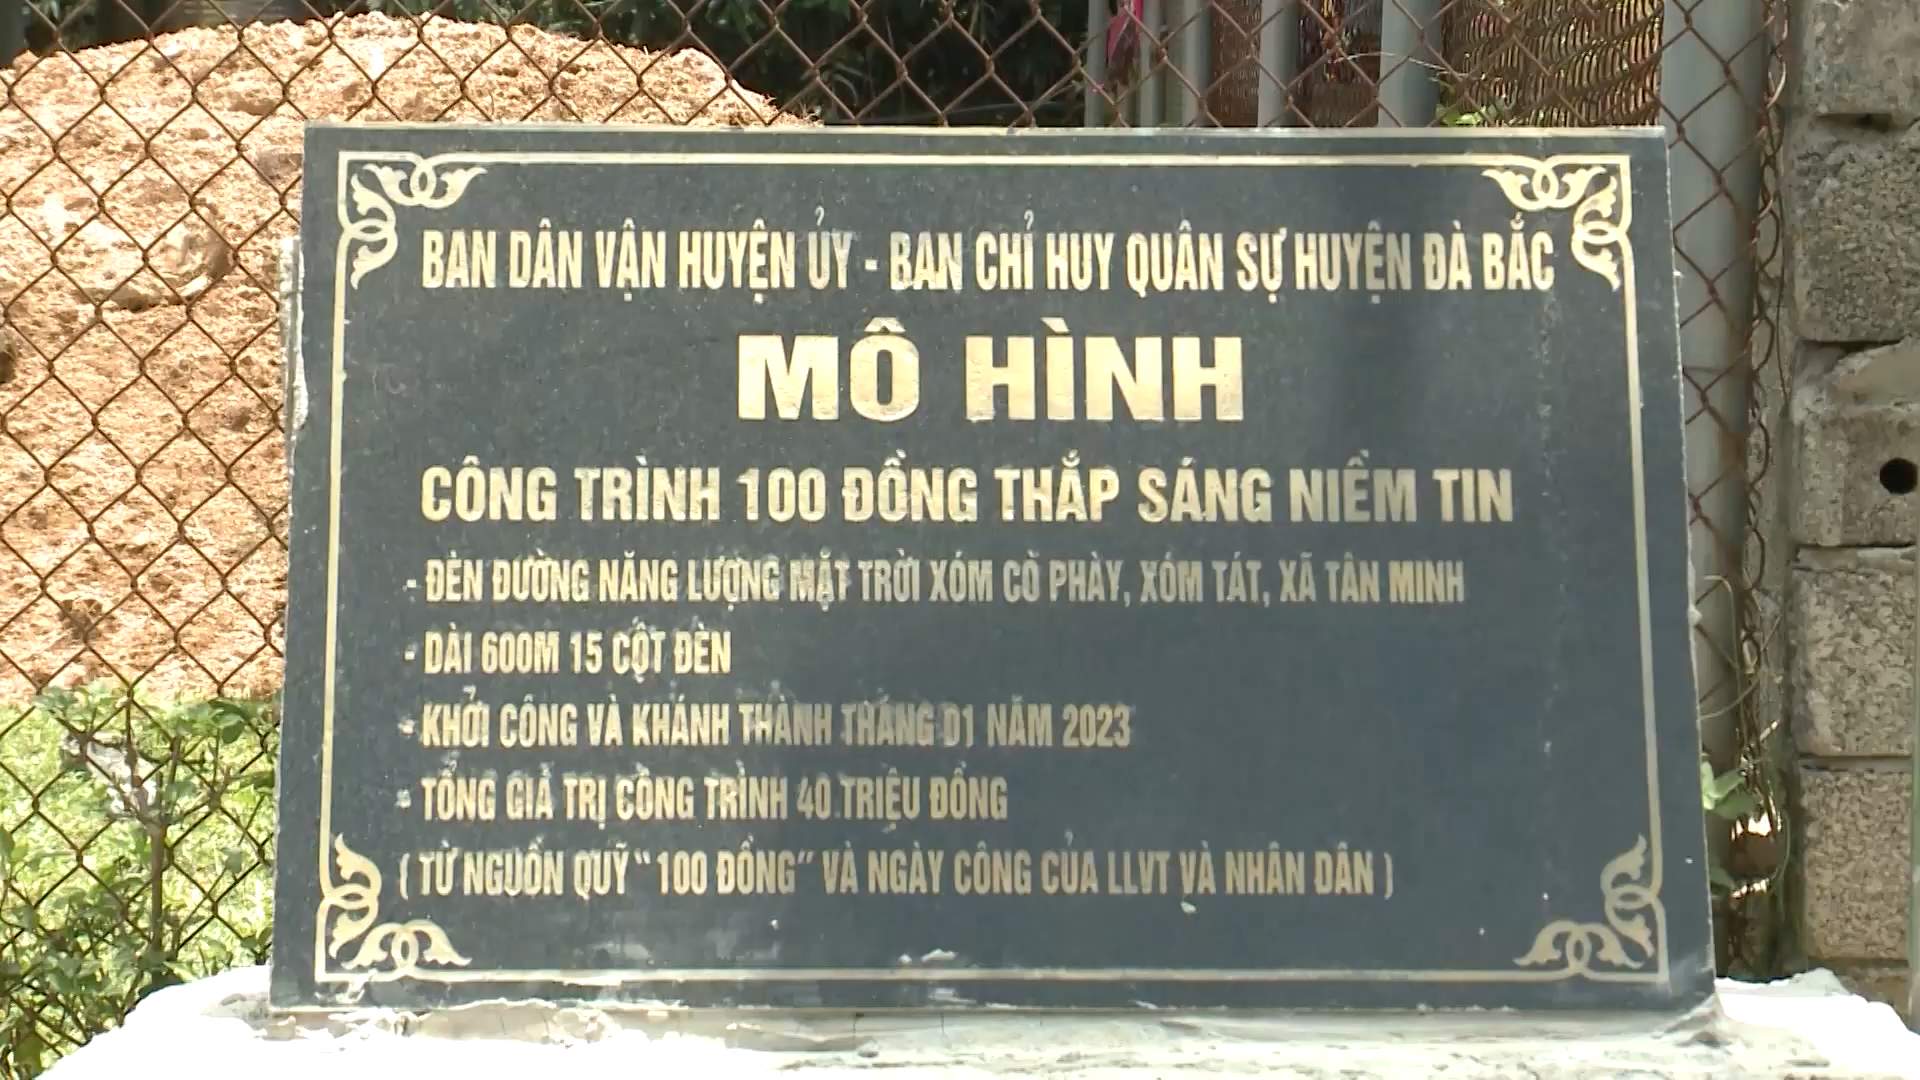 BAN DÂN VẬN HUYỆN ỦY - BAN CHỈ HUY QUÂN SỰ HUYỆN ĐÀ BẮC
MÔ HÌNH
CÔNG TRÌNH 100 ĐỒNG THẮP SÁNG NIỀM TIN
- ĐÈN ĐƯỜNG NĂNG LƯỢNG MẶT TRỜI XÓM CÒ PHÀY, XÓM TÁT, XÃ TÂN MINH
- DÀI 600M 15 CỘT ĐÈN
- KHỞI CÔNG VÀ KHÁNH THÀNH THÁNG 01 NĂM 2023
- TỔNG GIÁ TRỊ CÔNG TRÌNH 40 TRIỆU ĐỒNG
( TỪ NGUỒN QUỸ "100 ĐỒNG" VÀ NGÀY CÔNG CỦA LLVT VÀ NHÂN DÂN )